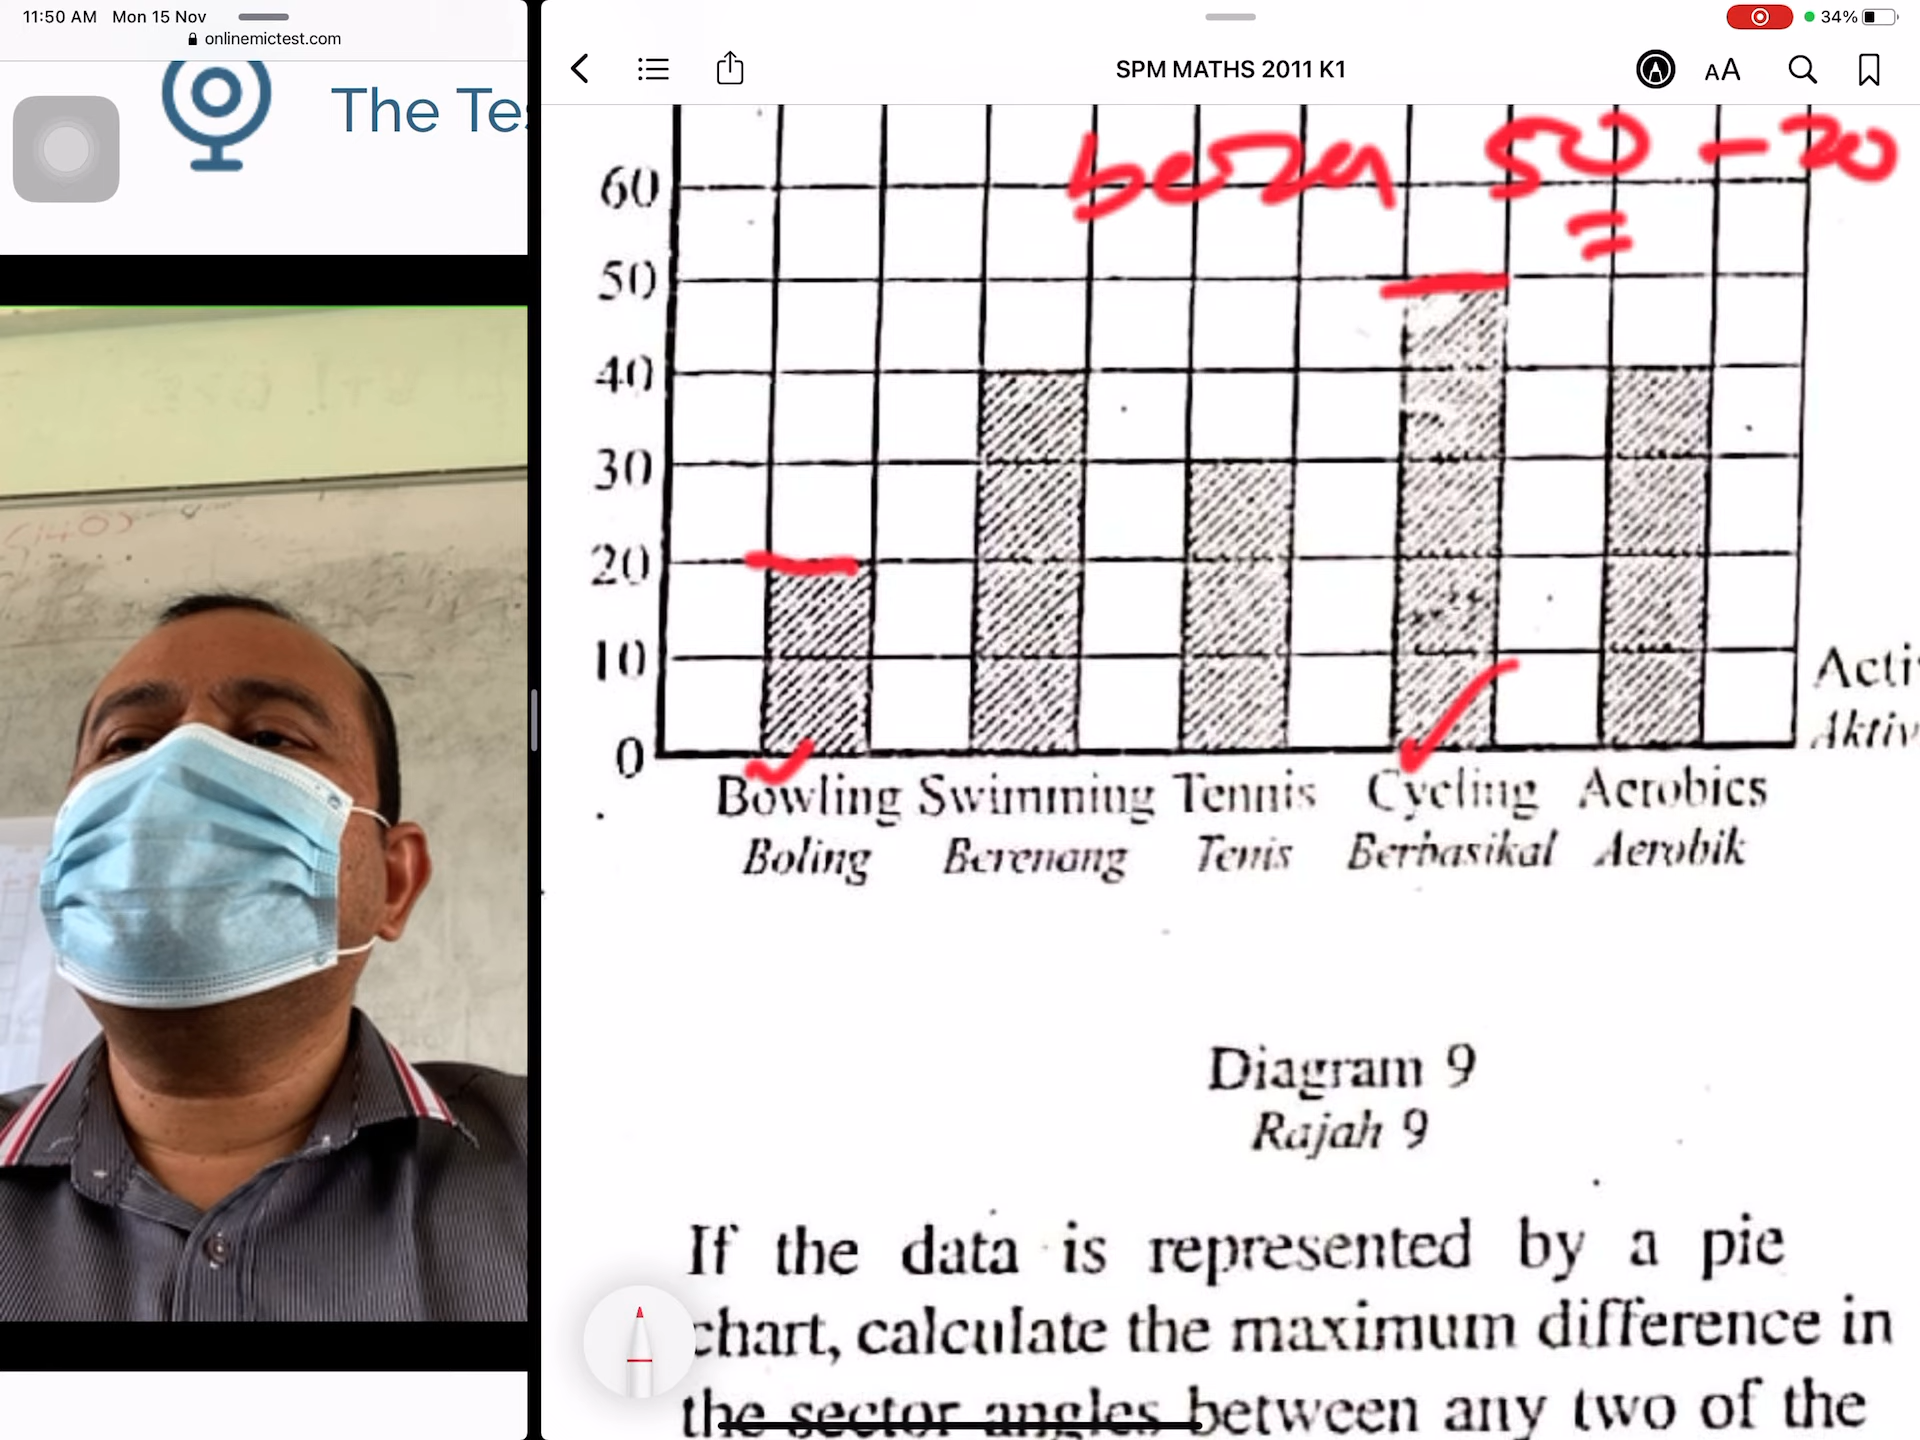 11:50 AM Mon 15 Nov
onlinemictest.com
The Tes
34%
SPM MATHS 2011 K1
beza 50 - 20
=
60
50
40
30
20
10
0
Acti
Aktiv
Bowling Swimming Tennis Cycling Aerobics
Boling Berenang Tenis Berbasikal Aerobik
Diagram 9
Rajah 9
If the data is represented by a pie
chart, calculate the maximum difference in
the sector angles between any two of the